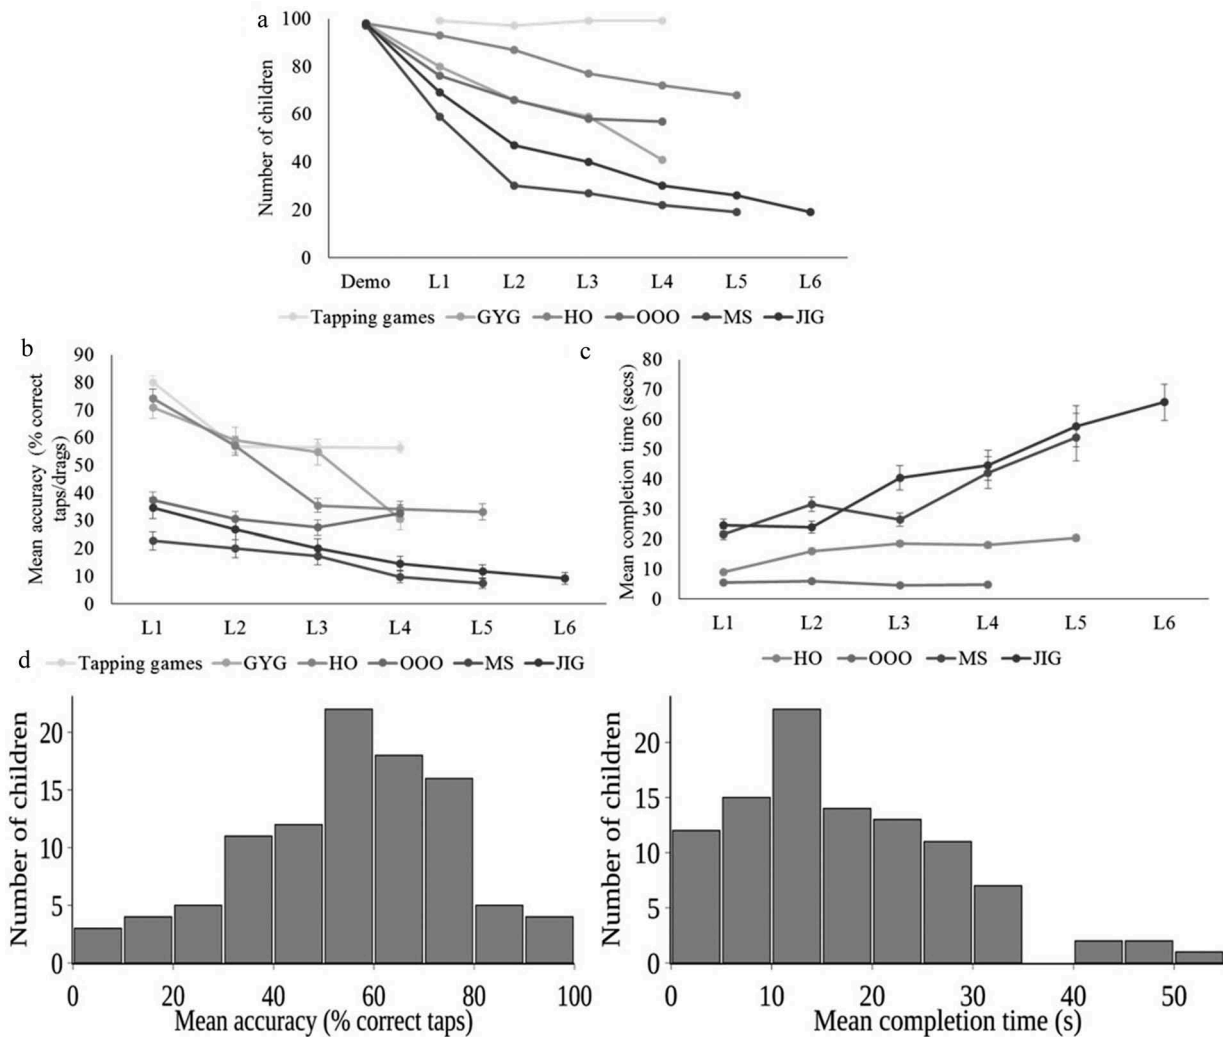 a
Number of children
100
80
60
40
20
0
Demo L1 L2 L3 L4 L5 L6
Tapping games GYG HO OOO MS JIG
b
Mean accuracy (% correct
taps/drags)
90
80
70
60
50
40
30
20
10
0
L1 L2 L3 L4 L5 L6
Tapping games GYG HO OOO MS JIG
c
Mean completion time (secs)
80
70
60
50
40
30
20
10
0
L1 L2 L3 L4 L5 L6
HO OOO MS JIG
d
Number of children
20
15
10
5
0
0 20 40 60 80 100
Mean accuracy (% correct taps)
Number of children
20
15
10
5
0
0 10 20 30 40 50
Mean completion time (s)